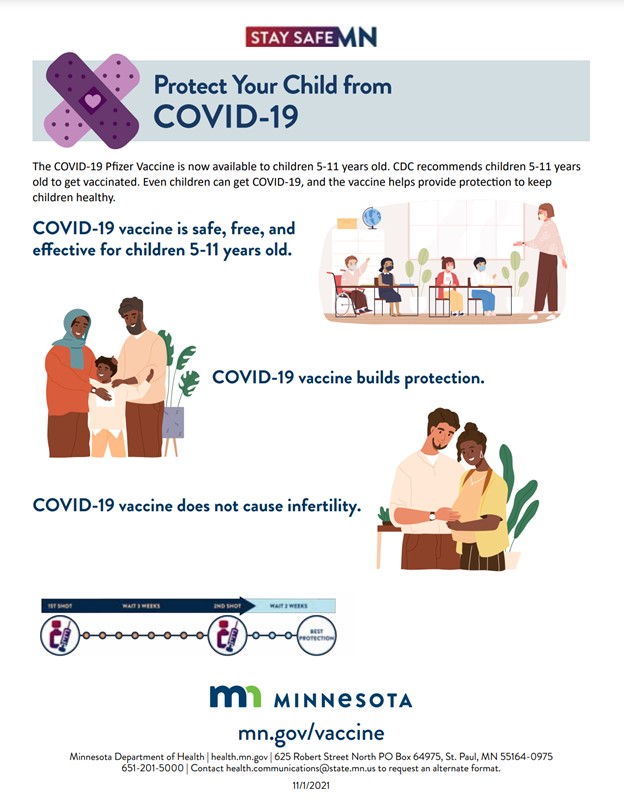 STAY SAFE MN
Protect Your Child from
COVID-19
The COVID-19 Pfizer Vaccine is now available to children 5-11 years old. CDC recommends children 5-11 years
old to get vaccinated. Even children can get COVID-19, and the vaccine helps provide protection to keep
children healthy.
COVID-19 vaccine is safe, free, and
effective for children 5-11 years old.
COVID-19 vaccine builds protection.
COVID-19 vaccine does not cause infertility.
1ST SHOT WAIT 3 WEEKS 2ND SHOT WAIT 2 WEEKS
BEST
PROTECTION
mn MINNESOTA
mn.gov/vaccine
Minnesota Department of Health | health.mn.gov | 625 Robert Street North PO Box 64975, St. Paul, MN 55164-0975
651-201-5000 | Contact health.communications@state.mn.us to request an alternate format.
11/1/2021